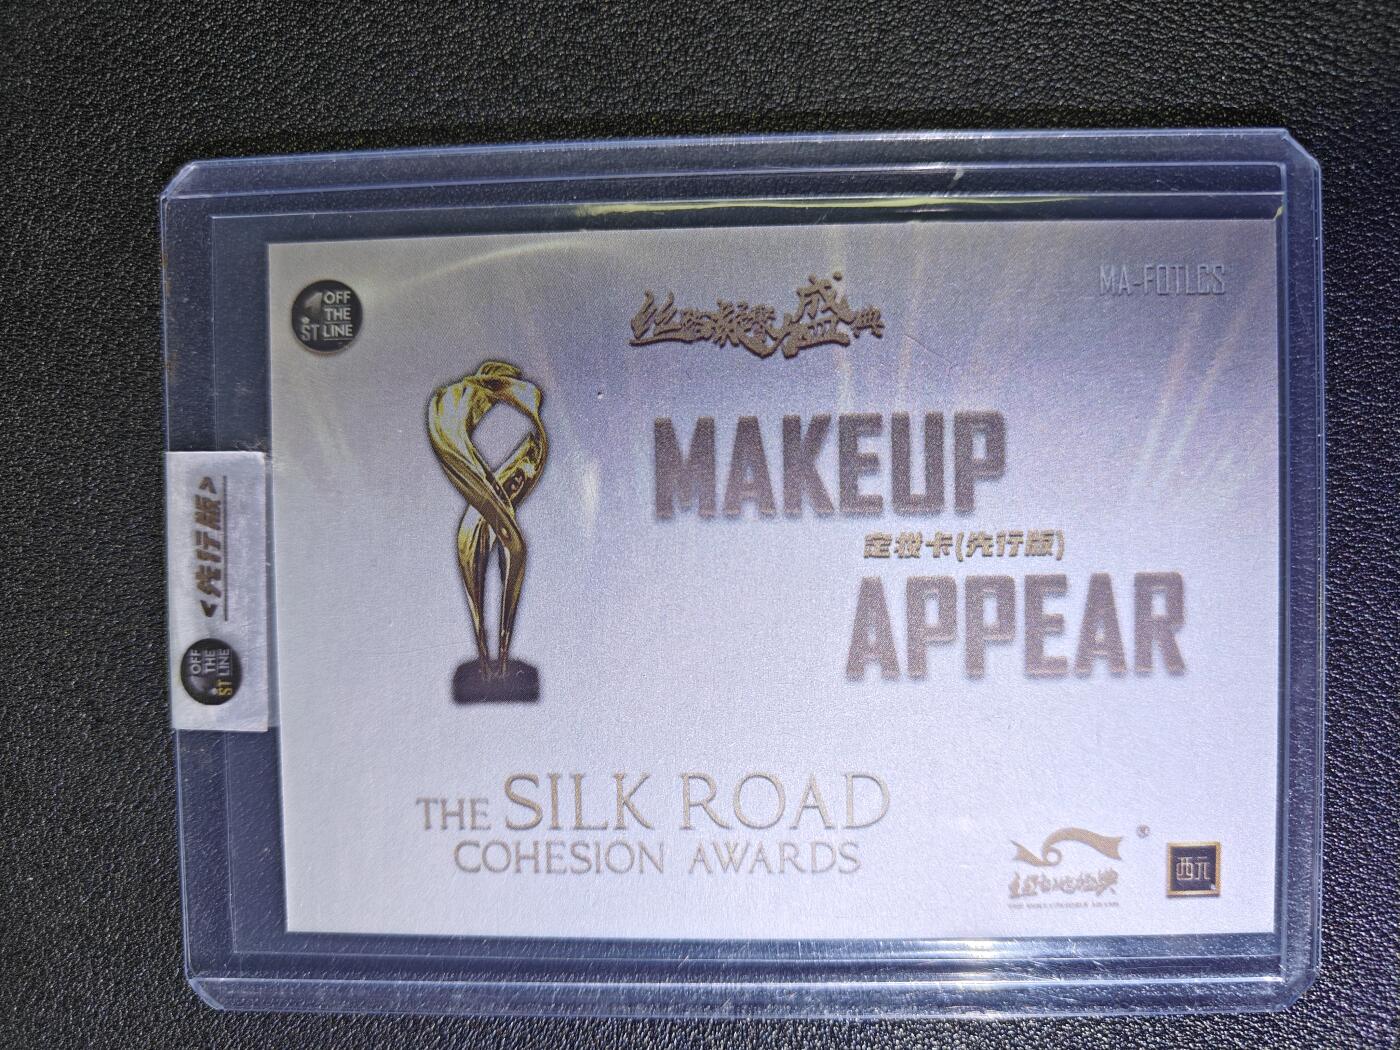 1ST OFF THE LINE
丝路凝聚盛典
MA-FOTLCS
MAKEUP
定妆卡(先行版)
APPEAR
<先行版>
1ST OFF THE LINE
THE SILK ROAD
COHESION AWARDS
®
西元